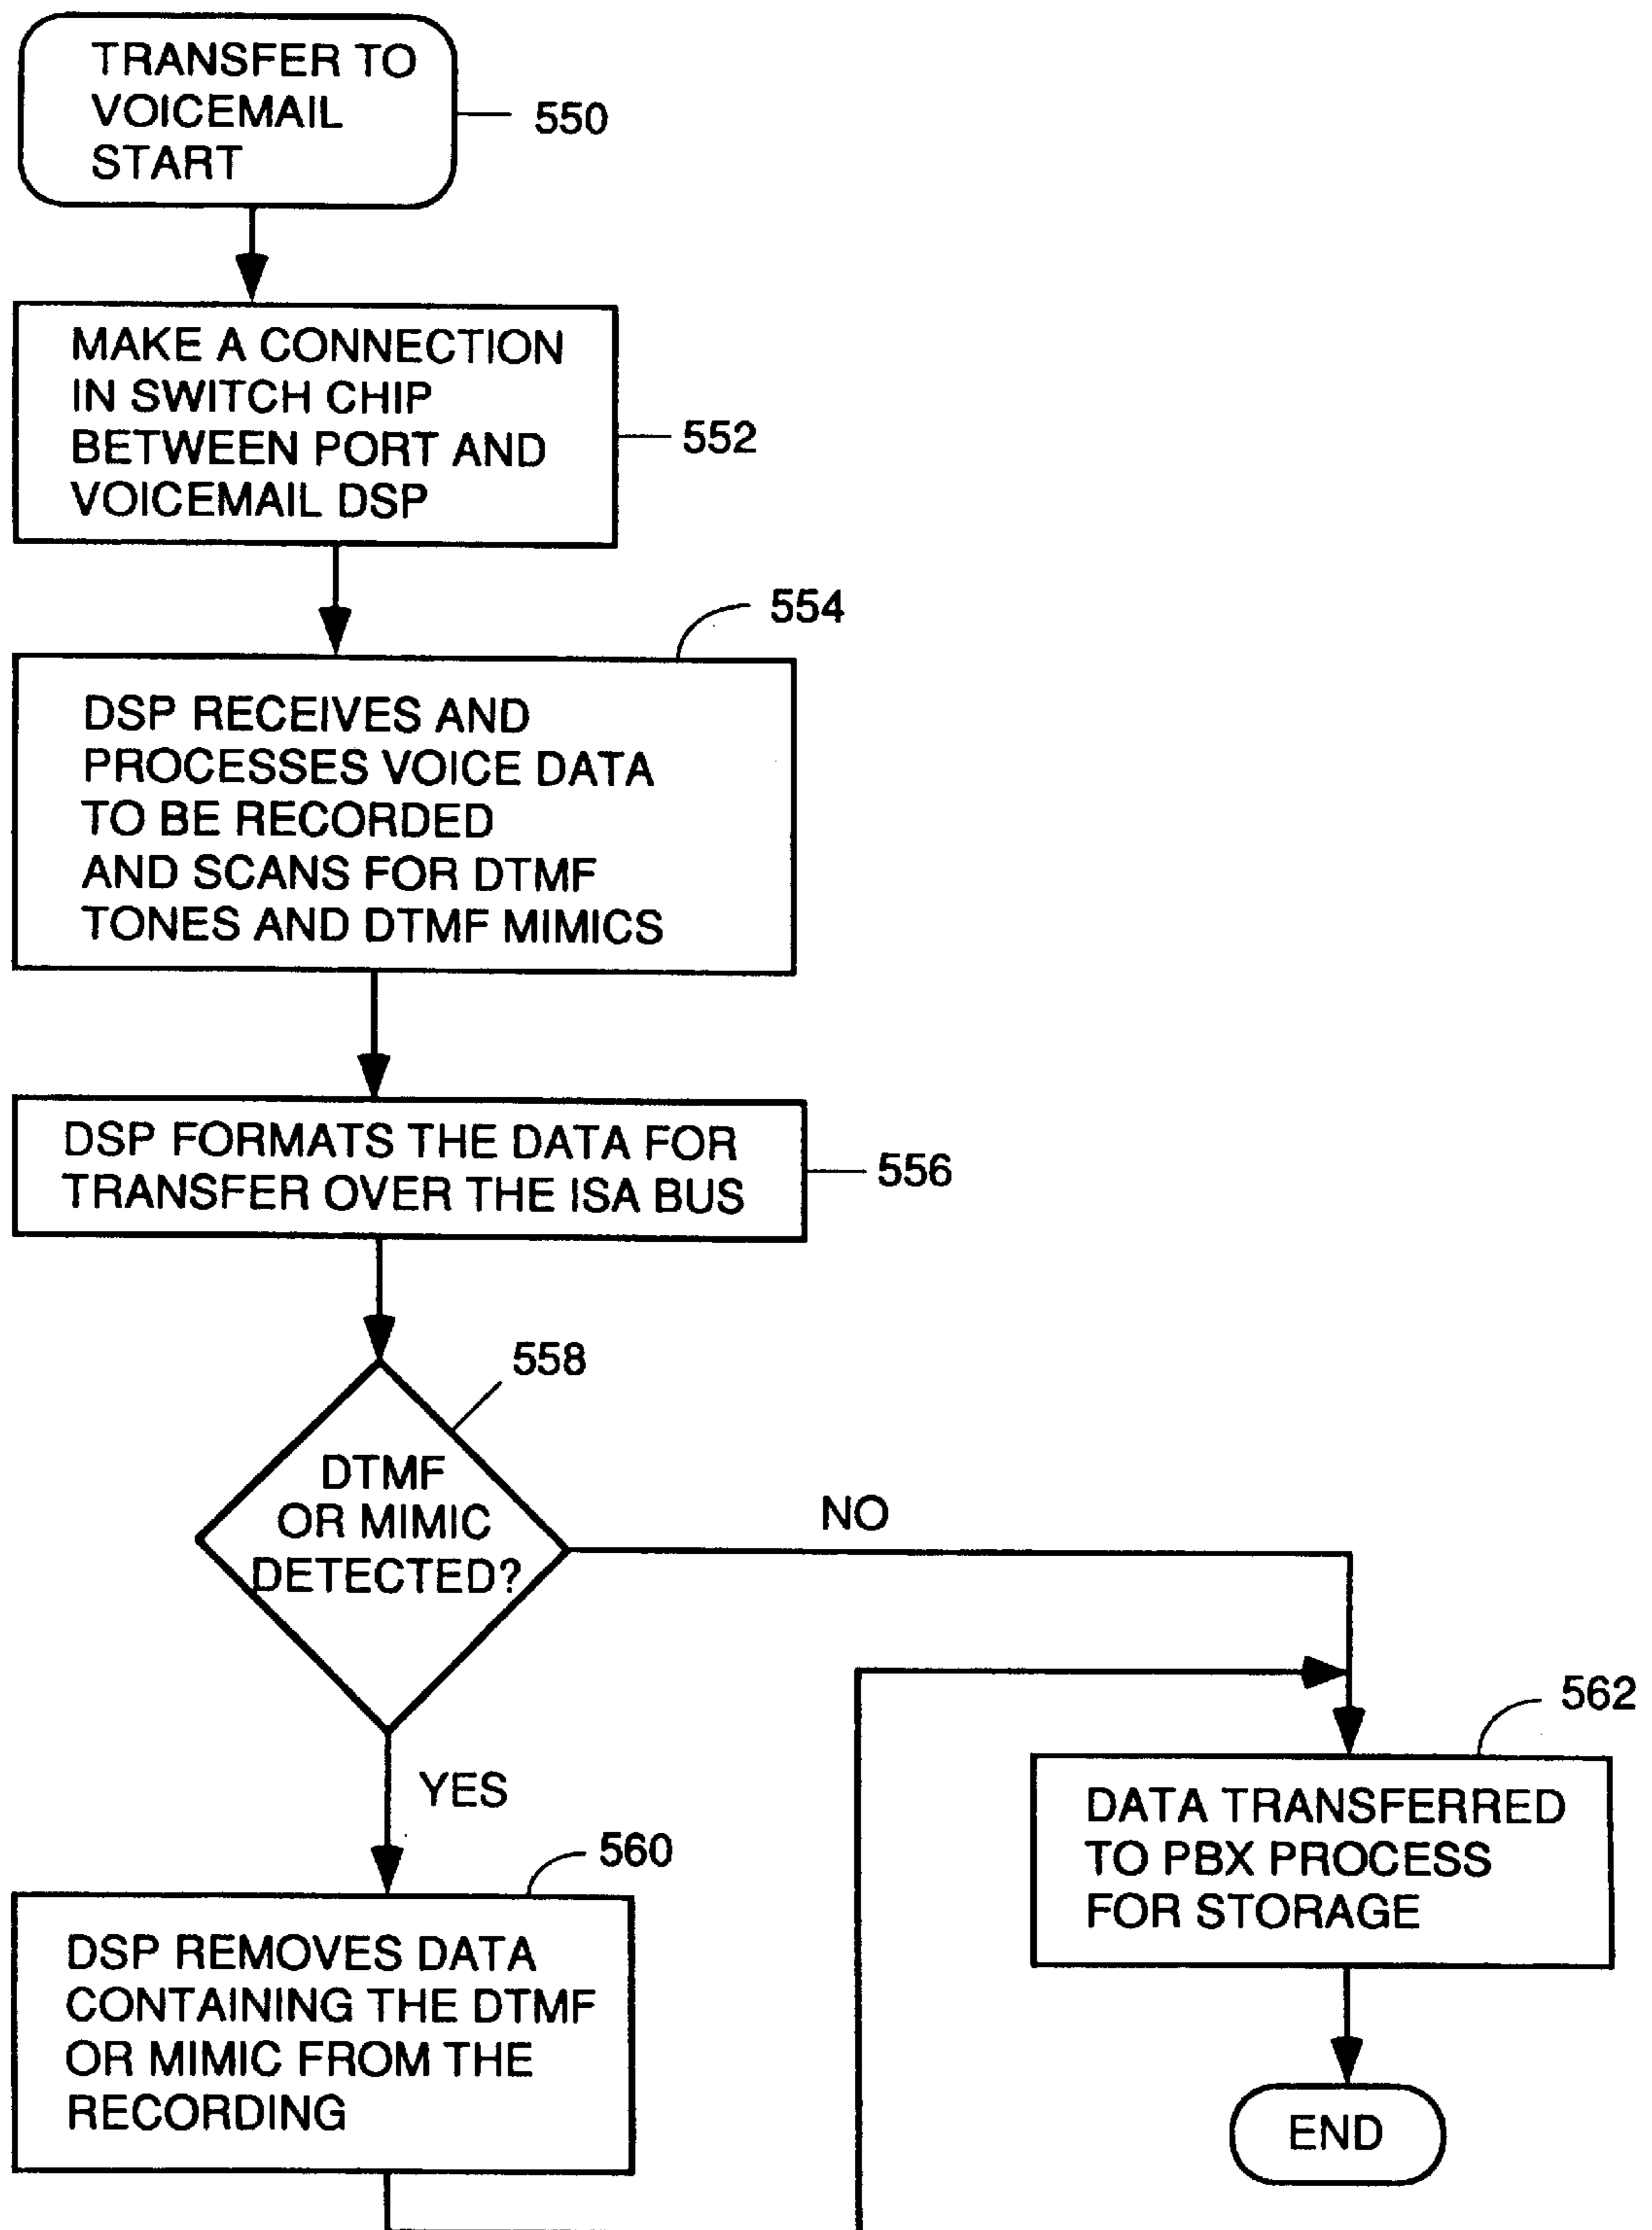 TRANSFER TO
VOICEMAIL
START
550
MAKE A CONNECTION
IN SWITCH CHIP
BETWEEN PORT AND
VOICEMAIL DSP
552
554
DSP RECEIVES AND
PROCESSES VOICE DATA
TO BE RECORDED
AND SCANS FOR DTMF
TONES AND DTMF MIMICS
DSP FORMATS THE DATA FOR
TRANSFER OVER THE ISA BUS
556
558
DTMF
OR MIMIC
DETECTED?
NO
YES
560
DSP REMOVES DATA
CONTAINING THE DTMF
OR MIMIC FROM THE
RECORDING
562
DATA TRANSFERRED
TO PBX PROCESS
FOR STORAGE
END